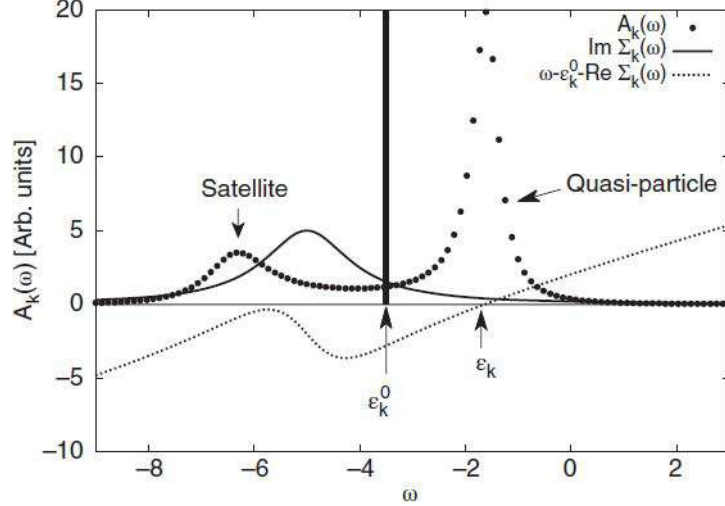 20
15
10
5
0
−5
−10
A_k(ω) [Arb. units]
A_k(ω)
Im Σ_k(ω)
ω-ε_k^0-Re Σ_k(ω)
Satellite
Quasi-particle
ε_k^0
ε_k
−8
−6
−4
−2
0
2
ω